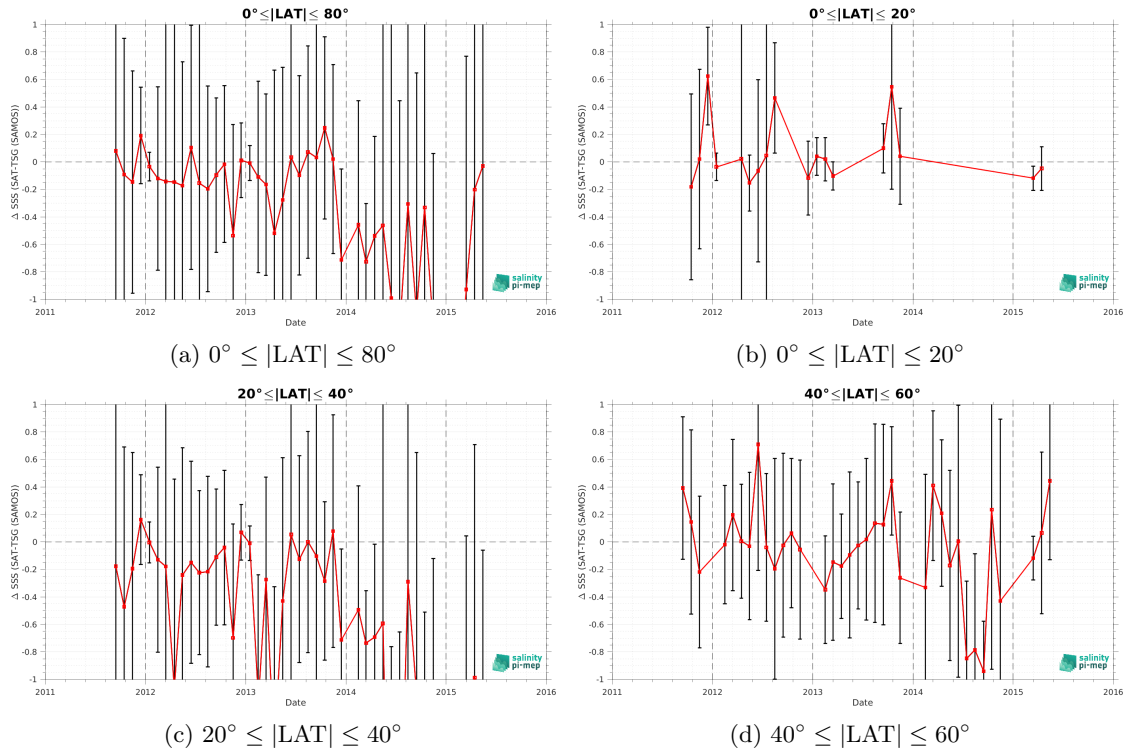 0°≤|LAT|≤ 80°
Δ SSS (SAT-TSG (SAMOS))
1
0.8
0.6
0.4
0.2
0
-0.2
-0.4
-0.6
-0.8
-1
2011 2012 2013 2014 2015 2016
Date
salinity
pi-mep
(a) 0° ≤ |LAT| ≤ 80°
0°≤|LAT|≤ 20°
Δ SSS (SAT-TSG (SAMOS))
1
0.8
0.6
0.4
0.2
0
-0.2
-0.4
-0.6
-0.8
-1
2011 2012 2013 2014 2015 2016
Date
salinity
pi-mep
(b) 0° ≤ |LAT| ≤ 20°
20°≤|LAT|≤ 40°
Δ SSS (SAT-TSG (SAMOS))
1
0.8
0.6
0.4
0.2
0
-0.2
-0.4
-0.6
-0.8
-1
2011 2012 2013 2014 2015 2016
Date
salinity
pi-mep
(c) 20° ≤ |LAT| ≤ 40°
40°≤|LAT|≤ 60°
Δ SSS (SAT-TSG (SAMOS))
1
0.8
0.6
0.4
0.2
0
-0.2
-0.4
-0.6
-0.8
-1
2011 2012 2013 2014 2015 2016
Date
salinity
pi-mep
(d) 40° ≤ |LAT| ≤ 60°